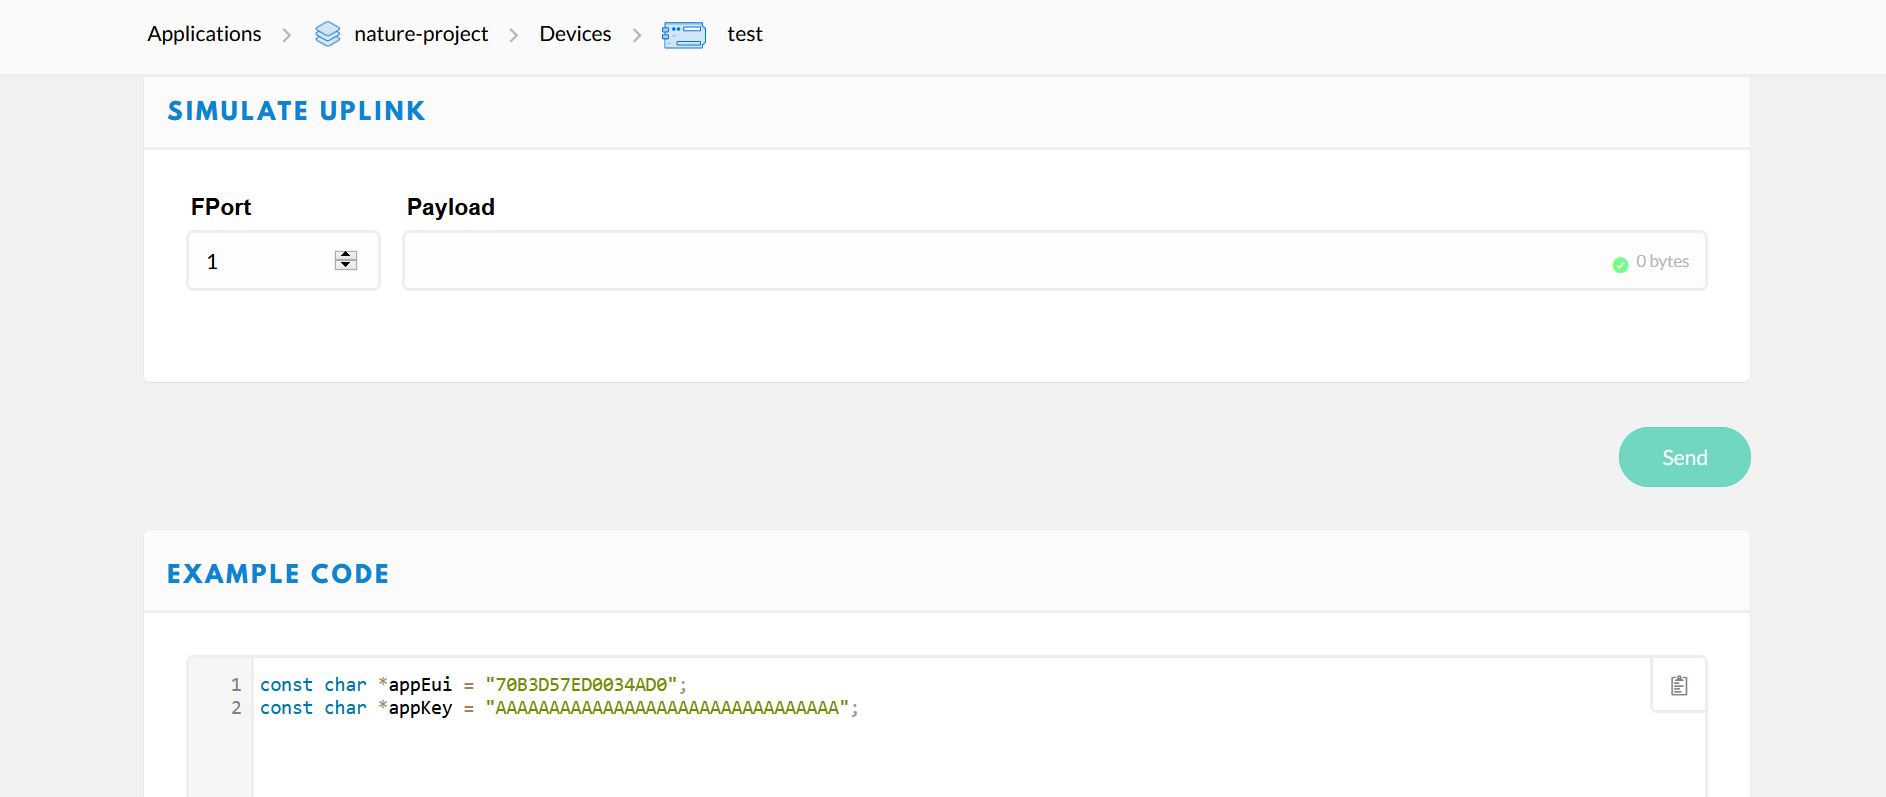 Applications > nature-project > Devices > test
SIMULATE UPLINK
FPort Payload
1 0 bytes
Send
EXAMPLE CODE
1 const char *appEui = "70B3D57ED0034AD0";
2 const char *appKey = "AAAAAAAAAAAAAAAAAAAAAAAAAAAAAAAA";